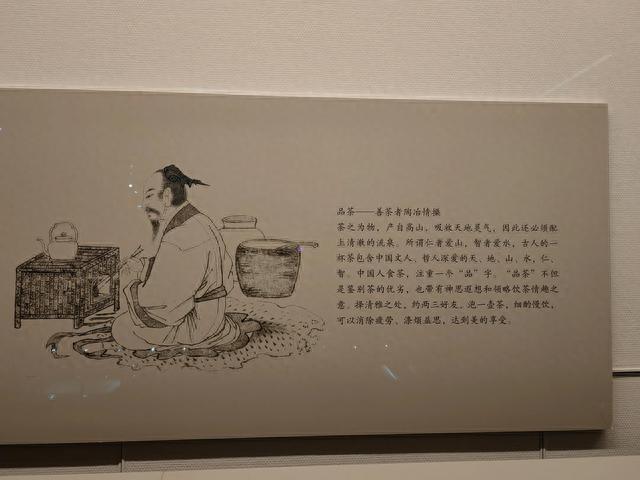 品茶——善茶者陶冶情操
茶之为物，产自高山，吸收天地灵气，因此还必须配
上清澈的流泉。所谓仁者爱山，智者爱水，古人的一
杯茶包含中国文人、哲人深爱的天、地、山、水、仁、
智。中国人食茶，注重一个“品”字。“品茶”不但
是鉴别茶的优劣，也带有神思遐想和领略饮茶情趣之
意。择清雅之处，约两三好友，泡一壶茶，细酌慢饮，
可以消除疲劳、涤烦益思，达到美的享受。